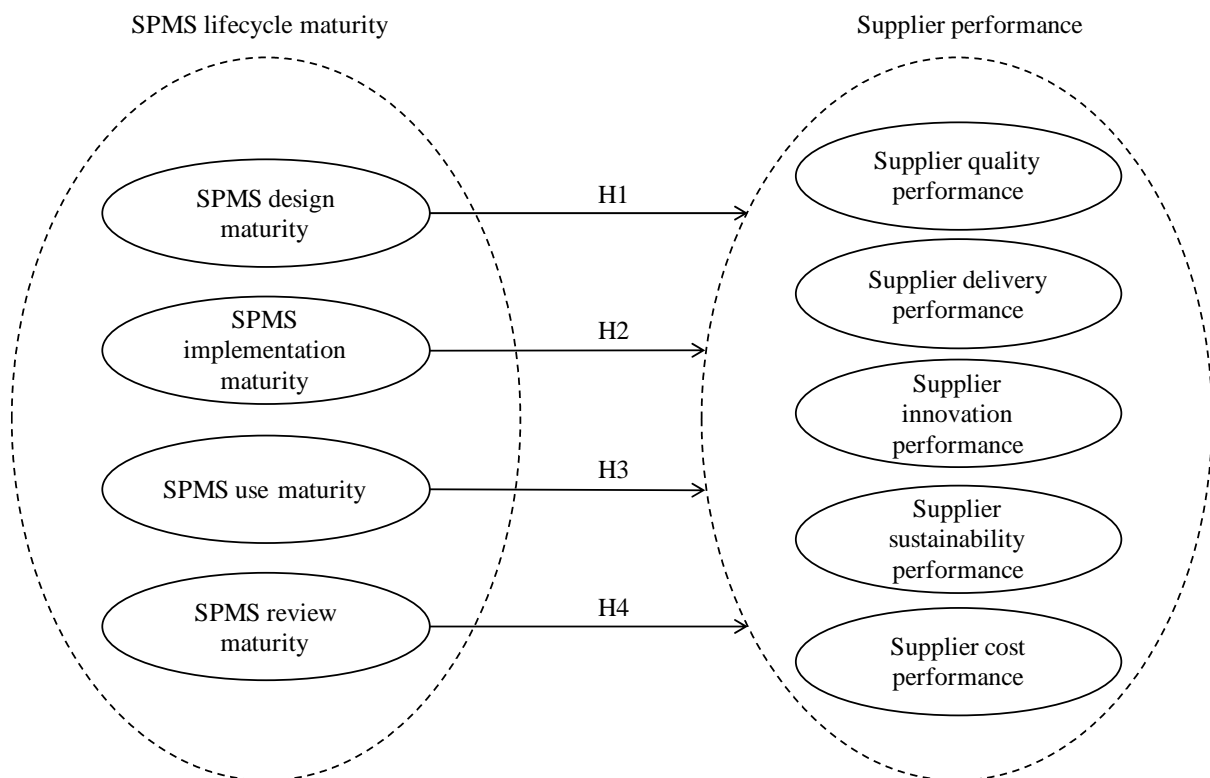 SPMS lifecycle maturity
Supplier performance
SPMS design
maturity
H1
Supplier quality
performance
SPMS
implementation
maturity
H2
Supplier delivery
performance
SPMS use maturity
H3
Supplier
innovation
performance
SPMS review
maturity
H4
Supplier
sustainability
performance
Supplier cost
performance